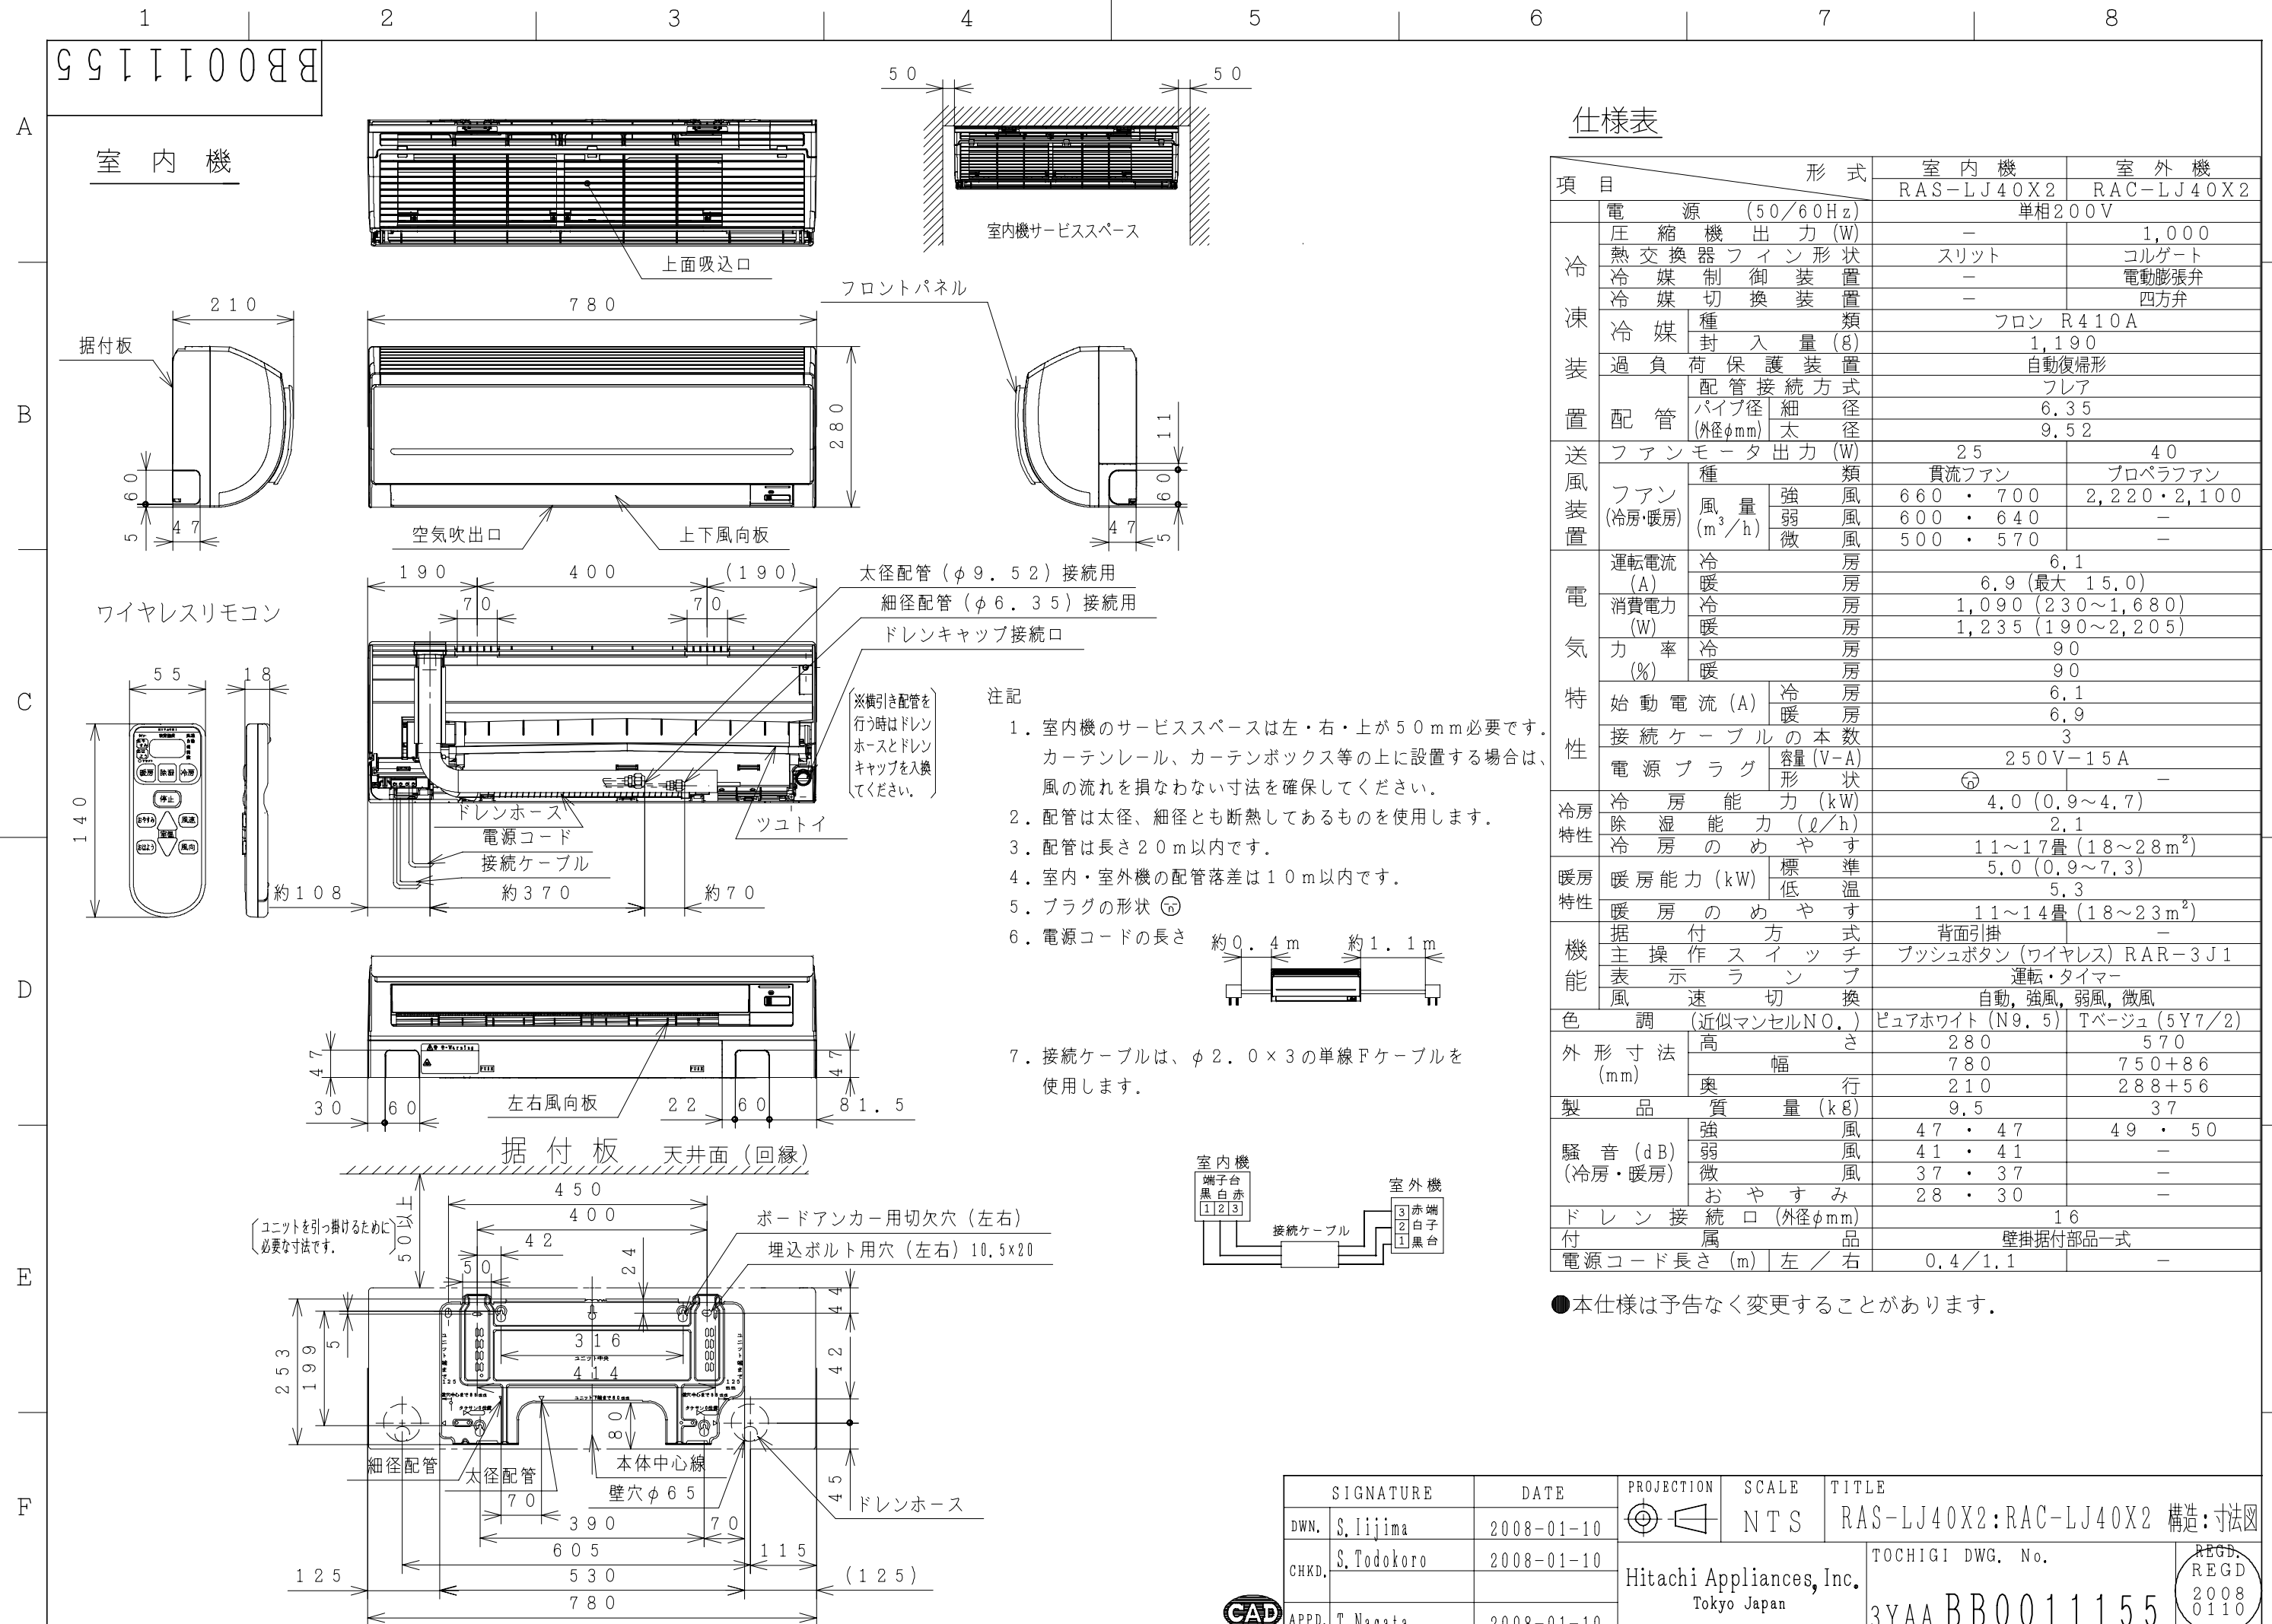 1 2 3 4 5 6 7 8
A
B
C
D
E
F
BB0011155
室内機
上面吸込口
50 50
室内機サービススペース
フロントパネル
210
780
据付板
280
11
60
60
47
5
47
5
空気吹出口
上下風向板
190 400 (190)
70 70
太径配管(φ9.52)接続用
細径配管(φ6.35)接続用
ドレンキャップ接続口
ワイヤレスリモコン
55 18
140
暖房 除湿 冷房
停止
おやすみ 風速
室温
おはよう 風向
※横引き配管を
行う時はドレン
ホースとドレン
キャップを入換
てください。
ドレンホース
電源コード
接続ケーブル
ツユトイ
約108 約370 約70
注記
1.室内機のサービススペースは左・右・上が50mm必要です.
カーテンレール、カーテンボックス等の上に設置する場合は、
風の流れを損なわない寸法を確保してください.
2.配管は太径、細径とも断熱してあるものを使用します.
3.配管は長さ20m以内です.
4.室内・室外機の配管落差は10m以内です.
5.プラグの形状
6.電源コードの長さ
約0.4m 約1.1m
7.接続ケーブルは、φ2.0×3の単線Fケーブルを
使用します.
47 47
30 60 22 60 81.5
左右風向板
据付板
天井面(回縁)
450
400
42
50
24
50以上
(ユニットを引っ掛けるために
必要な寸法です.)
ボードアンカー用切欠穴(左右)
埋込ボルト用穴(左右)10.5×20
44
42
45
253
199
5
316
ユニット中央
414
80
細径配管
太径配管
本体中心線
壁穴φ65
ドレンホース
70
390 70
605 115
125 530 (125)
780
室内機
端子台
黒白赤
1 2 3
接続ケーブル
室外機
3 赤端
2 白子
1 黒台
仕様表
項目 形式 室内機 室外機
RAS-LJ40X2 RAC-LJ40X2
電源(50/60Hz) 単相200V
冷凍装置
圧縮機出力(W) - 1,000
熱交換器フィン形状 スリット コルゲート
冷媒制御装置 - 電動膨張弁
冷媒切換装置 - 四方弁
冷媒 種類 フロン R410A
封入量(g) 1,190
過負荷保護装置 自動復帰形
配管 配管接続方式 フレア
パイプ径 細径 6.35
(外径φmm) 太径 9.52
送風装置
ファンモータ出力(W) 25 40
ファン(冷房・暖房) 種類 貫流ファン プロペラファン
風量(m³/h) 強風 660・700 2,220・2,100
弱風 600・640 -
微風 500・570 -
電気特性
運転電流(A) 冷房 6.1
暖房 6.9(最大 15.0)
消費電力(W) 冷房 1,090(230~1,680)
暖房 1,235(190~2,205)
力率(%) 冷房 90
暖房 90
始動電流(A) 冷房 6.1
暖房 6.9
接続ケーブルの本数 3
電源プラグ 容量(V-A) 250V-15A
形状 -
冷房特性
冷房能力(kW) 4.0(0.9~4.7)
除湿能力(ℓ/h) 2.1
冷房のめやす 11~17畳(18~28m²)
暖房特性
暖房能力(kW) 標準 5.0(0.9~7.3)
低温 5.3
暖房のめやす 11~14畳(18~23m²)
機能
据付方式 背面引掛 -
主操作スイッチ プッシュボタン(ワイヤレス)RAR-3J1
表示ランプ 運転・タイマー
風速切換 自動,強風,弱風,微風
色調(近似マンセルNO.) ピュアホワイト(N9.5) Tベージュ(5Y7/2)
外形寸法(mm) 高さ 280 570
幅 780 750+86
奥行 210 288+56
製品質量(kg) 9.5 37
騒音(dB)(冷房・暖房) 強風 47・47 49・50
弱風 41・41 -
微風 37・37 -
おやすみ 28・30 -
ドレン接続口(外径φmm) 16
付属品 壁掛据付部品一式
電源コード長さ(m) 左/右 0.4/1.1 -
●本仕様は予告なく変更することがあります.
SIGNATURE DATE PROJECTION SCALE TITLE
DWN. S.Iijima 2008-01-10 NTS RAS-LJ40X2:RAC-LJ40X2 構造:寸法図
CHKD. S.Todokoro 2008-01-10
APPD. T.Nagata 2008-01-10
Hitachi Appliances,Inc.
Tokyo Japan
TOCHIGI DWG. No.
3YAA BB0011155
REGD.
REGD
2008
0110
CAD